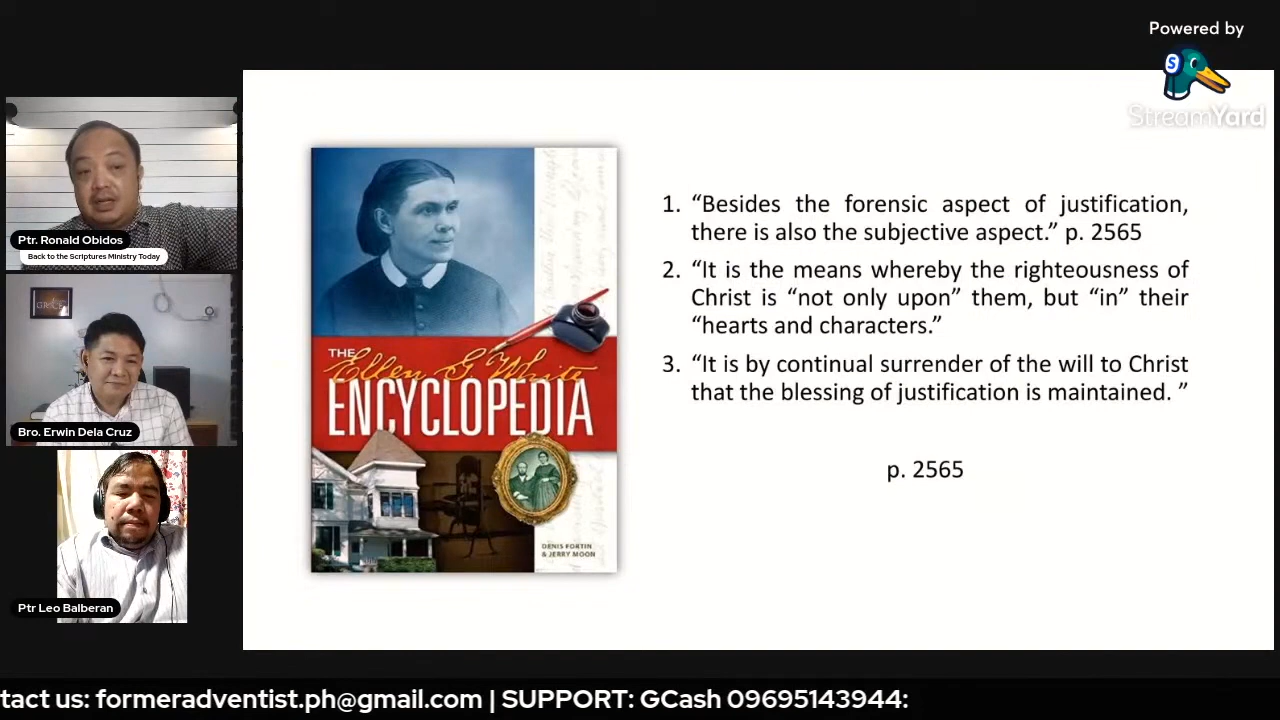 Powered by
StreamYard
S
Ptr. Ronald Obidos
Back to the Scriptures Ministry Today
GRACE
Bro. Erwin Dela Cruz
Ptr Leo Balberan
THE
Ellen G. White
ENCYCLOPEDIA
DENIS FORTIN
& JERRY MOON
1. “Besides the forensic aspect of justification,
there is also the subjective aspect.” p. 2565
2. “It is the means whereby the righteousness of
Christ is “not only upon” them, but “in” their
“hearts and characters.”
3. “It is by continual surrender of the will to Christ
that the blessing of justification is maintained. ”
p. 2565
tact us: formeradventist.ph@gmail.com | SUPPORT: GCash 09695143944: